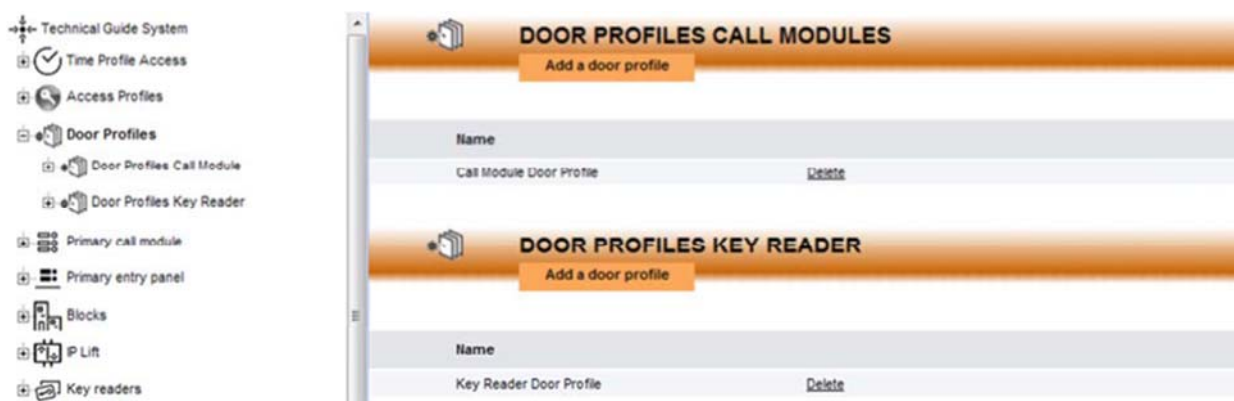 Technical Guide System
Time Profile Access
Access Profiles
Door Profiles
Door Profiles Call Module
Door Profiles Key Reader
Primary call module
Primary entry panel
Blocks
IP Lift
Key readers
DOOR PROFILES CALL MODULES
Add a door profile
Name
Call Module Door Profile Delete
DOOR PROFILES KEY READER
Add a door profile
Name
Key Reader Door Profile Delete